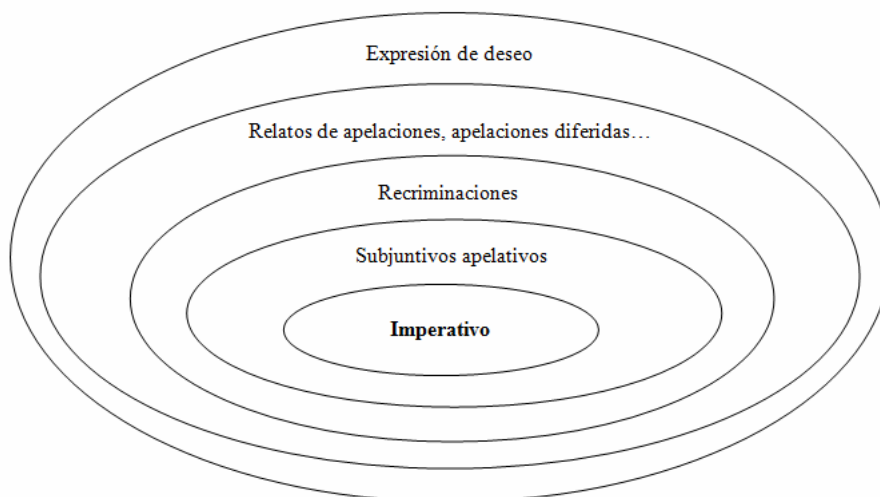 Expresión de deseo
Relatos de apelaciones, apelaciones diferidas…
Recriminaciones
Subjuntivos apelativos
Imperativo